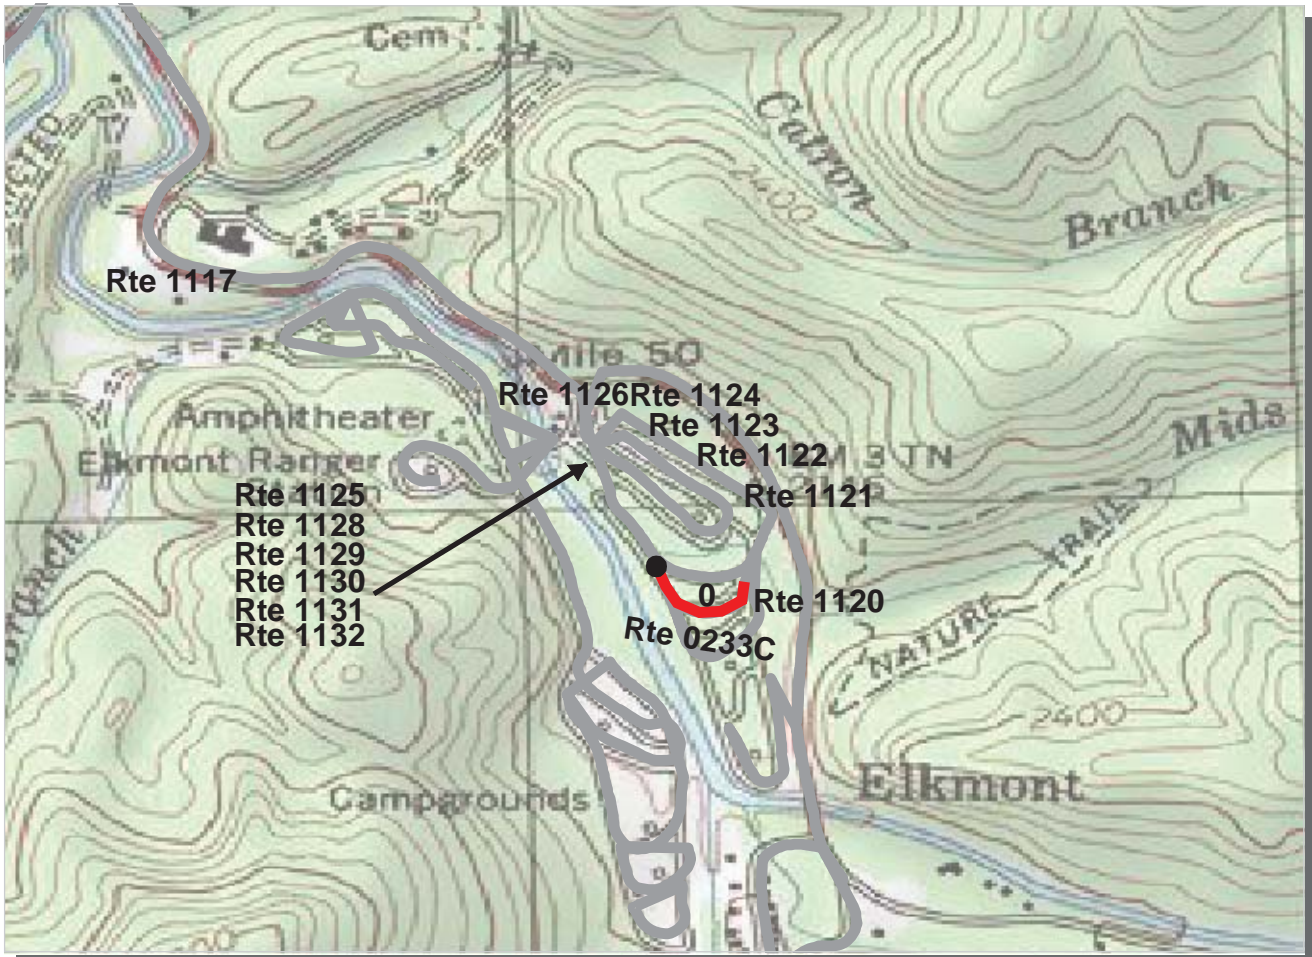 Cem
Catron
2400
Branch
Rte 1117
Mile 50
Rte 1126
Rte 1124
Amphitheater
Rte 1123
Mids
Elkmont Ranger
Rte 1122
M 3 TN
Rte 1125
Rte 1121
Rte 1128
Rte 1129
TRAIL
Rte 1130
0
Rte 1120
Rte 1131
NATURE
Rte 1132
Rte 0233C
2400
Campgrounds
Elkmont